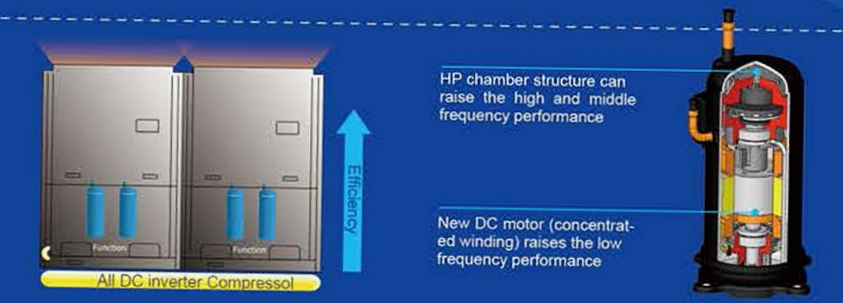 HP chamber structure can
raise the high and middle
frequency performance
Efficiency
New DC motor (concentrat-
ed winding) raises the low
frequency performance
Function
Function
All DC inverter Compressol